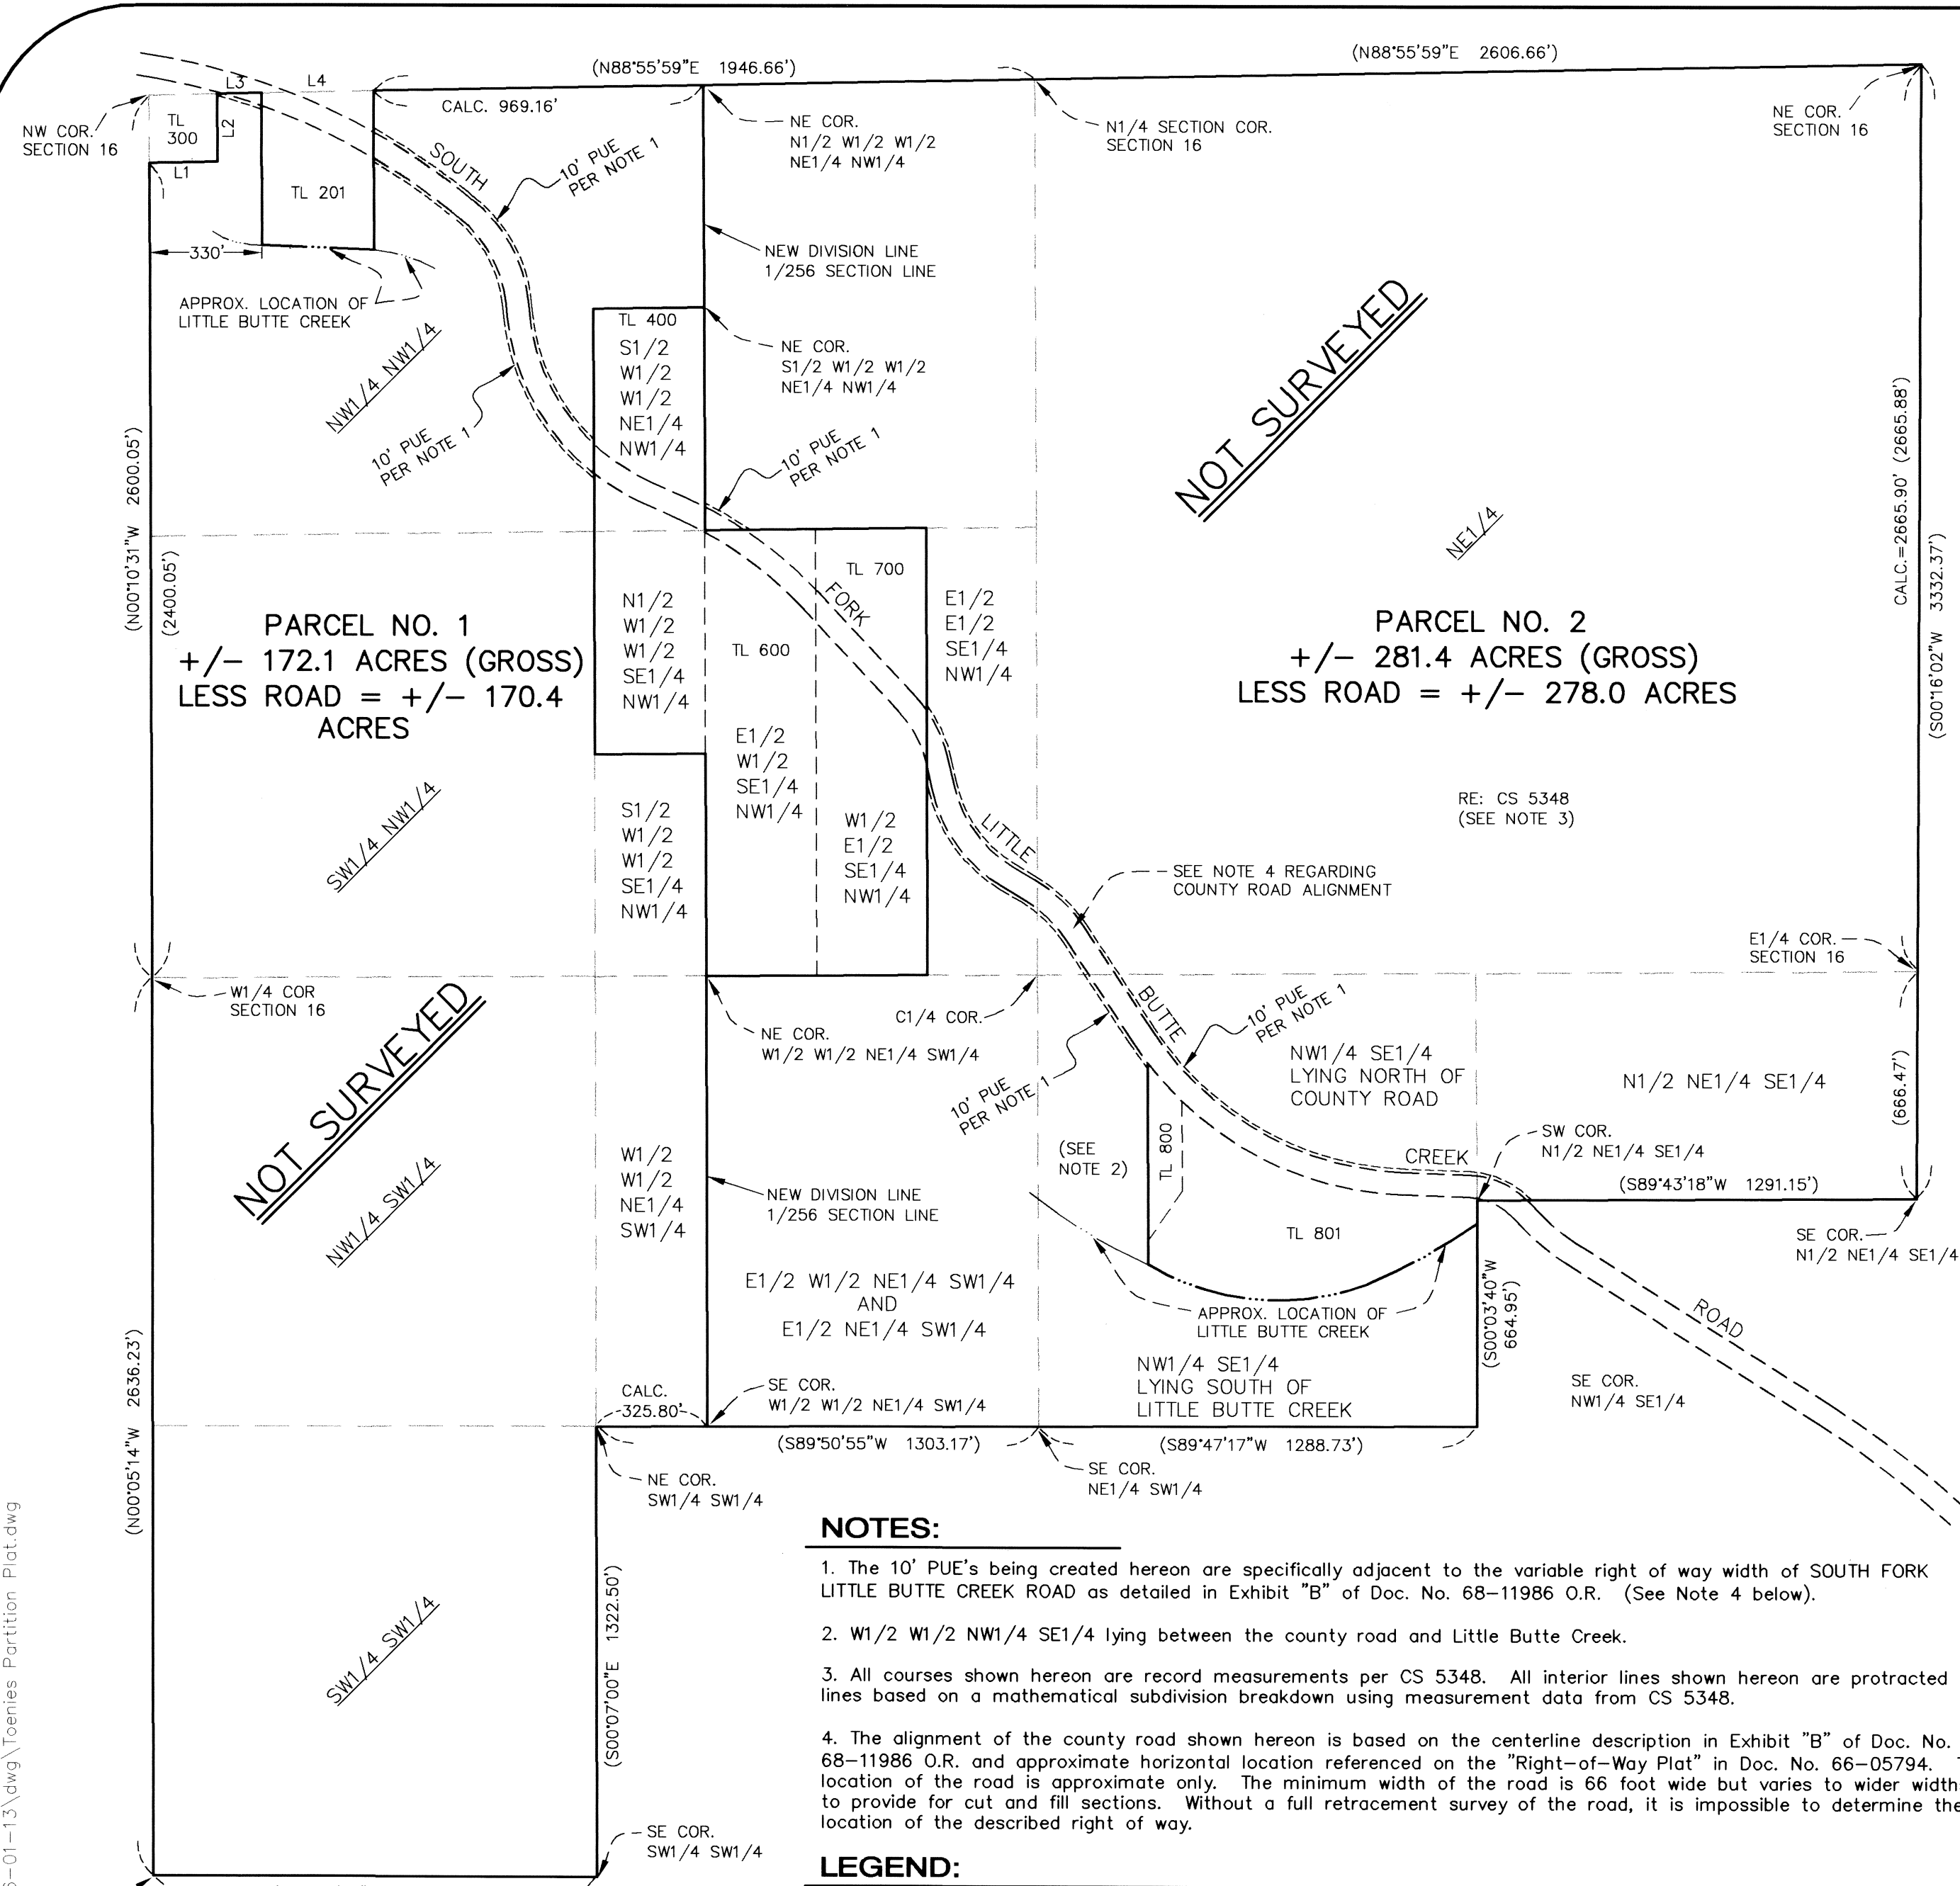 (N88°55'59"E 1946.66')
(N88°55'59"E 2606.66')
L3
L4
CALC. 969.16'
NW COR.
SECTION 16
TL
300
L2
L1
TL 201
330'
APPROX. LOCATION OF
LITTLE BUTTE CREEK
SOUTH
10' PUE
PER NOTE 1
NE COR.
N1/2 W1/2 W1/2
NE1/4 NW1/4
N1/4 SECTION COR.
SECTION 16
NE COR.
SECTION 16
NEW DIVISION LINE
1/256 SECTION LINE
NW1/4 NW1/4
10' PUE
PER NOTE 1
TL 400
S1/2
W1/2
W1/2
NE1/4
NW1/4
NE COR.
S1/2 W1/2 W1/2
NE1/4 NW1/4
10' PUE
PER NOTE 1
NOT SURVEYED
NE1/4
CALC.=2665.90' (2665.88')
(S00°16'02"W 3332.37')
(N00°10'31"W 2600.05')
(2400.05')
PARCEL NO. 1
+/- 172.1 ACRES (GROSS)
LESS ROAD = +/- 170.4
ACRES
N1/2
W1/2
W1/2
SE1/4
NW1/4
TL 600
TL 700
FORK
E1/2
E1/2
SE1/4
NW1/4
PARCEL NO. 2
+/- 281.4 ACRES (GROSS)
LESS ROAD = +/- 278.0 ACRES
E1/2
W1/2
SE1/4
NW1/4
W1/2
E1/2
SE1/4
NW1/4
RE: CS 5348
(SEE NOTE 3)
SW1/4 NW1/4
S1/2
W1/2
W1/2
SE1/4
NW1/4
LITTLE
SEE NOTE 4 REGARDING
COUNTY ROAD ALIGNMENT
E1/4 COR.
SECTION 16
W1/4 COR
SECTION 16
NOT SURVEYED
C1/4 COR.
NE COR.
W1/2 W1/2 NE1/4 SW1/4
BUTTE
10' PUE
PER NOTE 1
10' PUE
PER NOTE 1
NW1/4 SE1/4
LYING NORTH OF
COUNTY ROAD
N1/2 NE1/4 SE1/4
(666.47')
SW COR.
N1/2 NE1/4 SE1/4
(SEE
NOTE 2)
TL 800
CREEK
(S89°43'18"W 1291.15')
W1/2
W1/2
NE1/4
SW1/4
NEW DIVISION LINE
1/256 SECTION LINE
NW1/4 SW1/4
TL 801
SE COR.
N1/2 NE1/4 SE1/4
E1/2 W1/2 NE1/4 SW1/4
AND
E1/2 NE1/4 SW1/4
APPROX. LOCATION OF
LITTLE BUTTE CREEK
(S00°03'40"W
664.95')
ROAD
NW1/4 SE1/4
LYING SOUTH OF
LITTLE BUTTE CREEK
SE COR.
NW1/4 SE1/4
(N00°05'14"W 2636.23')
CALC.
325.80'
SE COR.
W1/2 W1/2 NE1/4 SW1/4
(S89°50'55"W 1303.17')
(S89°47'17"W 1288.73')
NE COR.
SW1/4 SW1/4
SE COR.
NE1/4 SW1/4
SW1/4 SW1/4
(S00°07'00"E 1322.50')
SE COR.
SW1/4 SW1/4
NOTES:
1. The 10' PUE's being created hereon are specifically adjacent to the variable right of way width of SOUTH FORK
LITTLE BUTTE CREEK ROAD as detailed in Exhibit "B" of Doc. No. 68-11986 O.R. (See Note 4 below).
2. W1/2 W1/2 NW1/4 SE1/4 lying between the county road and Little Butte Creek.
3. All courses shown hereon are record measurements per CS 5348. All interior lines shown hereon are protracted
lines based on a mathematical subdivision breakdown using measurement data from CS 5348.
4. The alignment of the county road shown hereon is based on the centerline description in Exhibit "B" of Doc. No.
68-11986 O.R. and approximate horizontal location referenced on the "Right-of-Way Plat" in Doc. No. 66-05794.
location of the road is approximate only. The minimum width of the road is 66 foot wide but varies to wider width
to provide for cut and fill sections. Without a full retracement survey of the road, it is impossible to determine the
location of the described right of way.
LEGEND:
6-01-13\dwg\Toenies Partition Plat.dwg